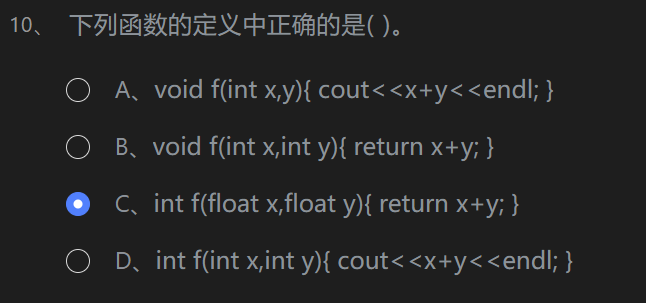 10、 下列函数的定义中正确的是( )。
A、void f(int x,y){ cout<<x+y<<endl; }
B、void f(int x,int y){ return x+y; }
C、int f(float x,float y){ return x+y; }
D、int f(int x,int y){ cout<<x+y<<endl; }